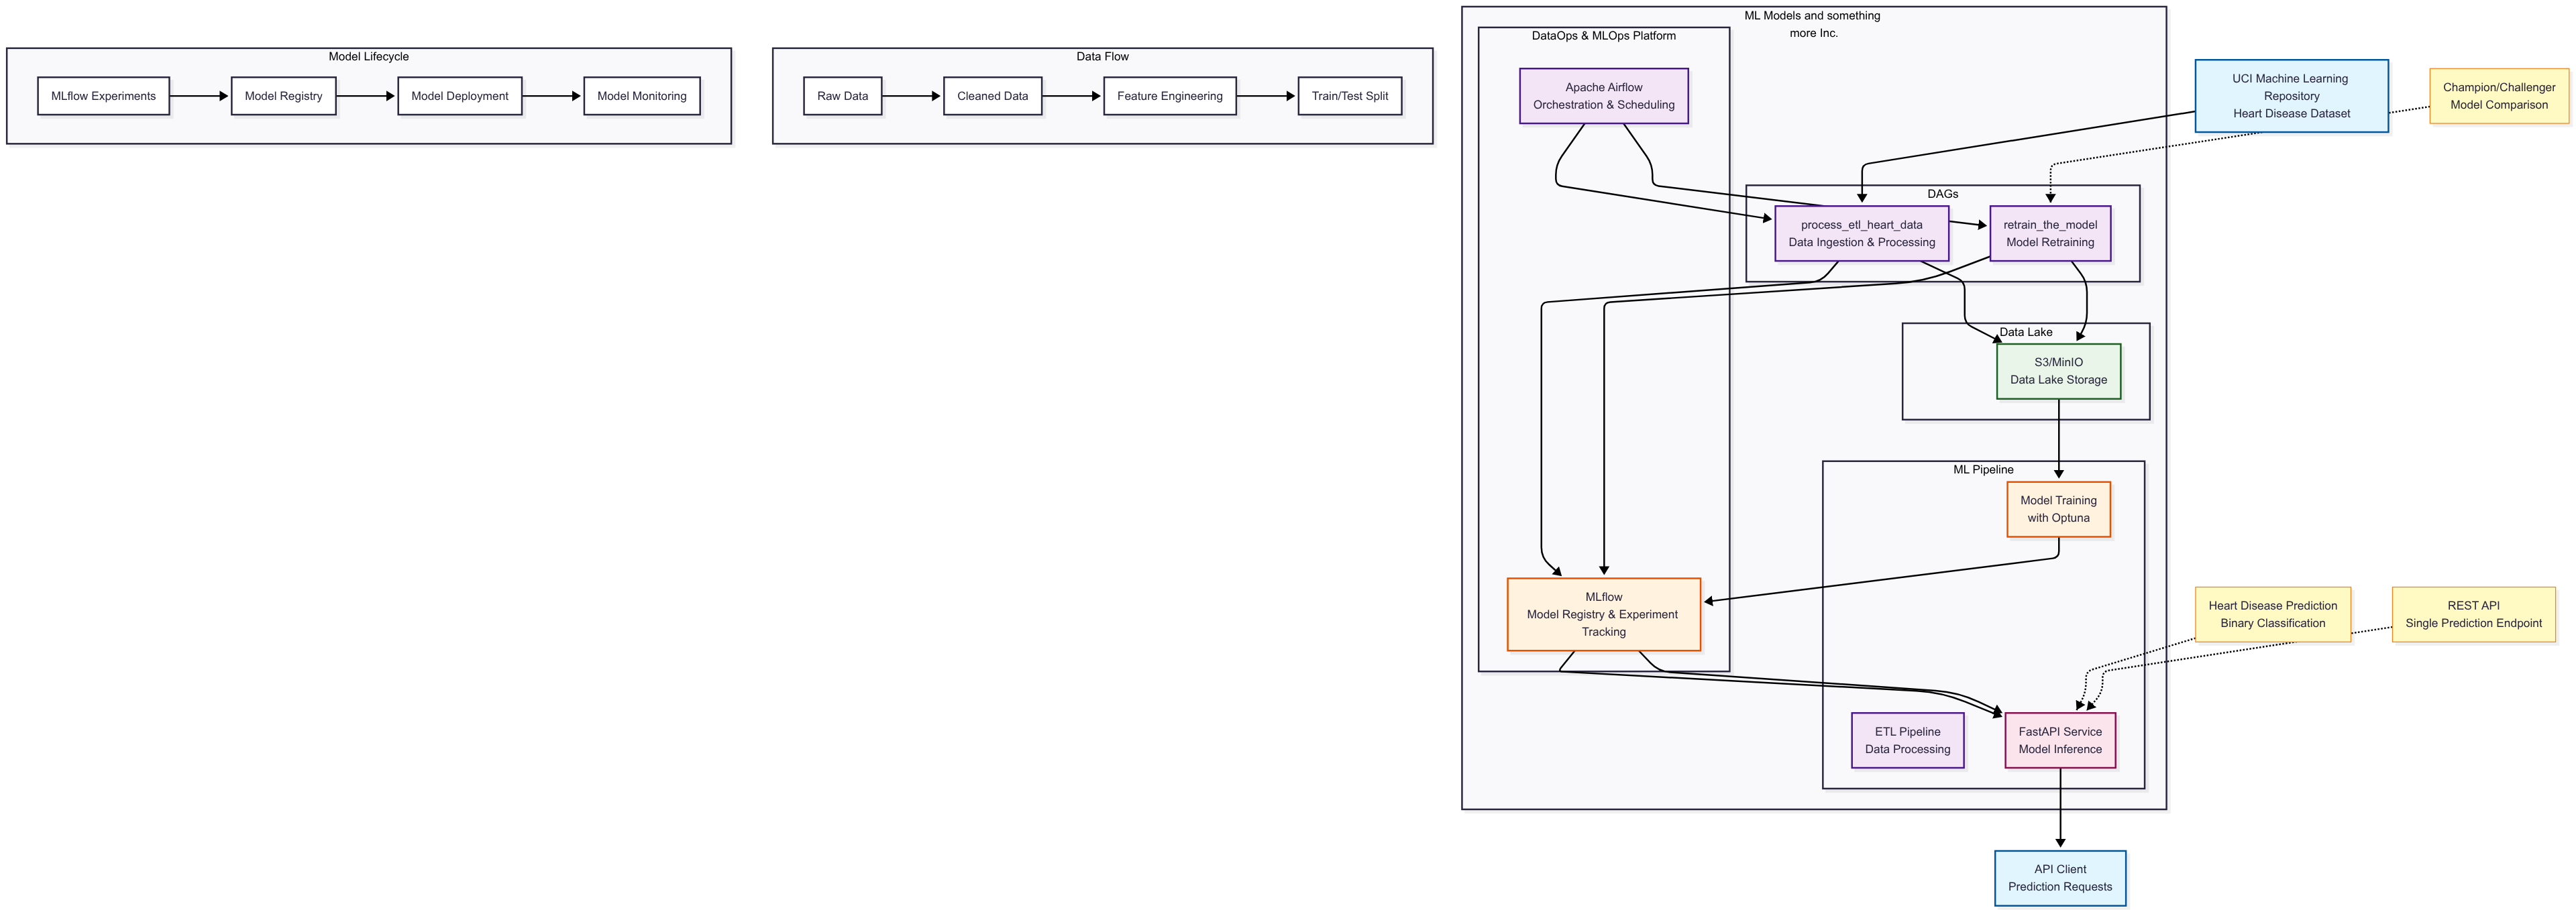 Model Lifecycle
MLflow Experiments
Model Registry
Model Deployment
Model Monitoring
Data Flow
Raw Data
Cleaned Data
Feature Engineering
Train/Test Split
ML Models and something
more Inc.
DataOps & MLOps Platform
Apache Airflow
Orchestration & Scheduling
UCI Machine Learning
Repository
Heart Disease Dataset
Champion/Challenger
Model Comparison
DAGs
process_etl_heart_data
Data Ingestion & Processing
retrain_the_model
Model Retraining
Data Lake
S3/MinIO
Data Lake Storage
ML Pipeline
Model Training
with Optuna
MLflow
Model Registry & Experiment
Tracking
Heart Disease Prediction
Binary Classification
REST API
Single Prediction Endpoint
ETL Pipeline
Data Processing
FastAPI Service
Model Inference
API Client
Prediction Requests